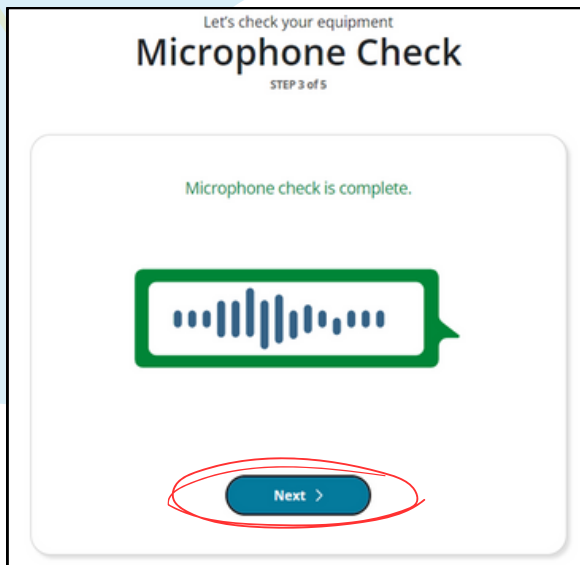 Let's check your equipment
Microphone Check
STEP 3 of 5
Microphone check is complete.
Next >